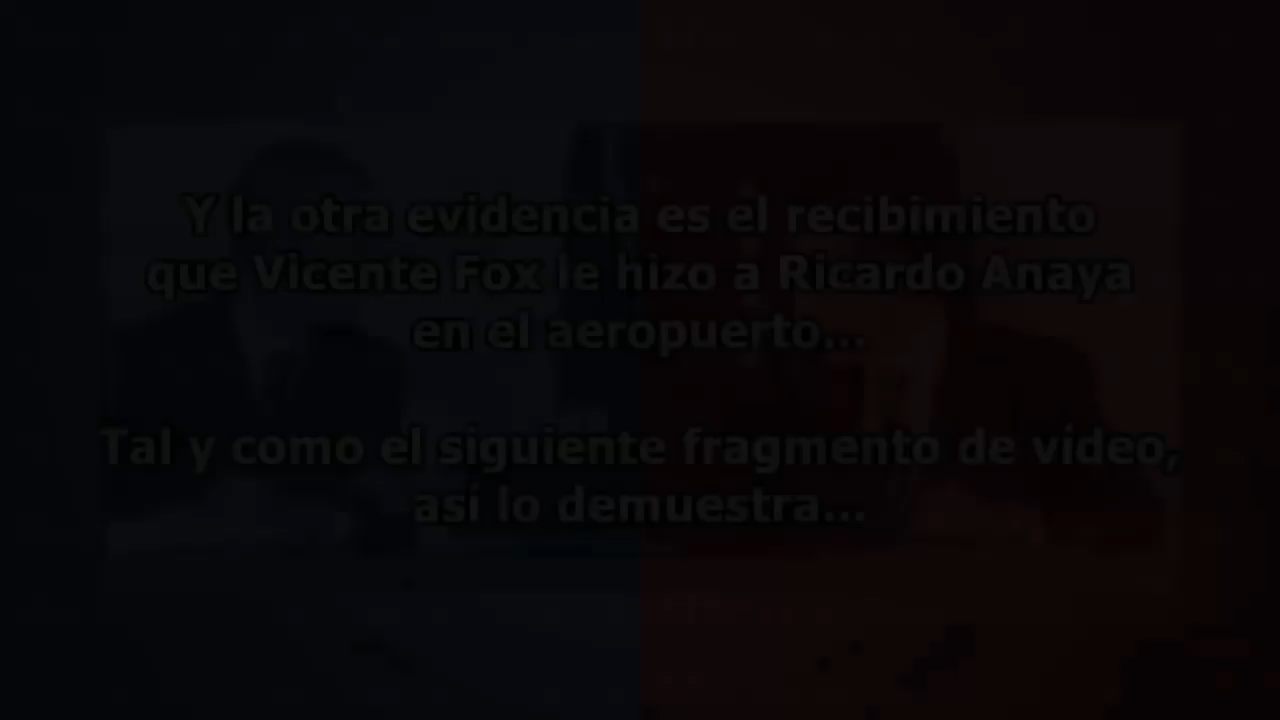 Y la otra evidencia es el recibimiento
que Vicente Fox le hizo a Ricardo Anaya
en el aeropuerto...
Tal y como el siguiente fragmento de vídeo,
así lo demuestra...